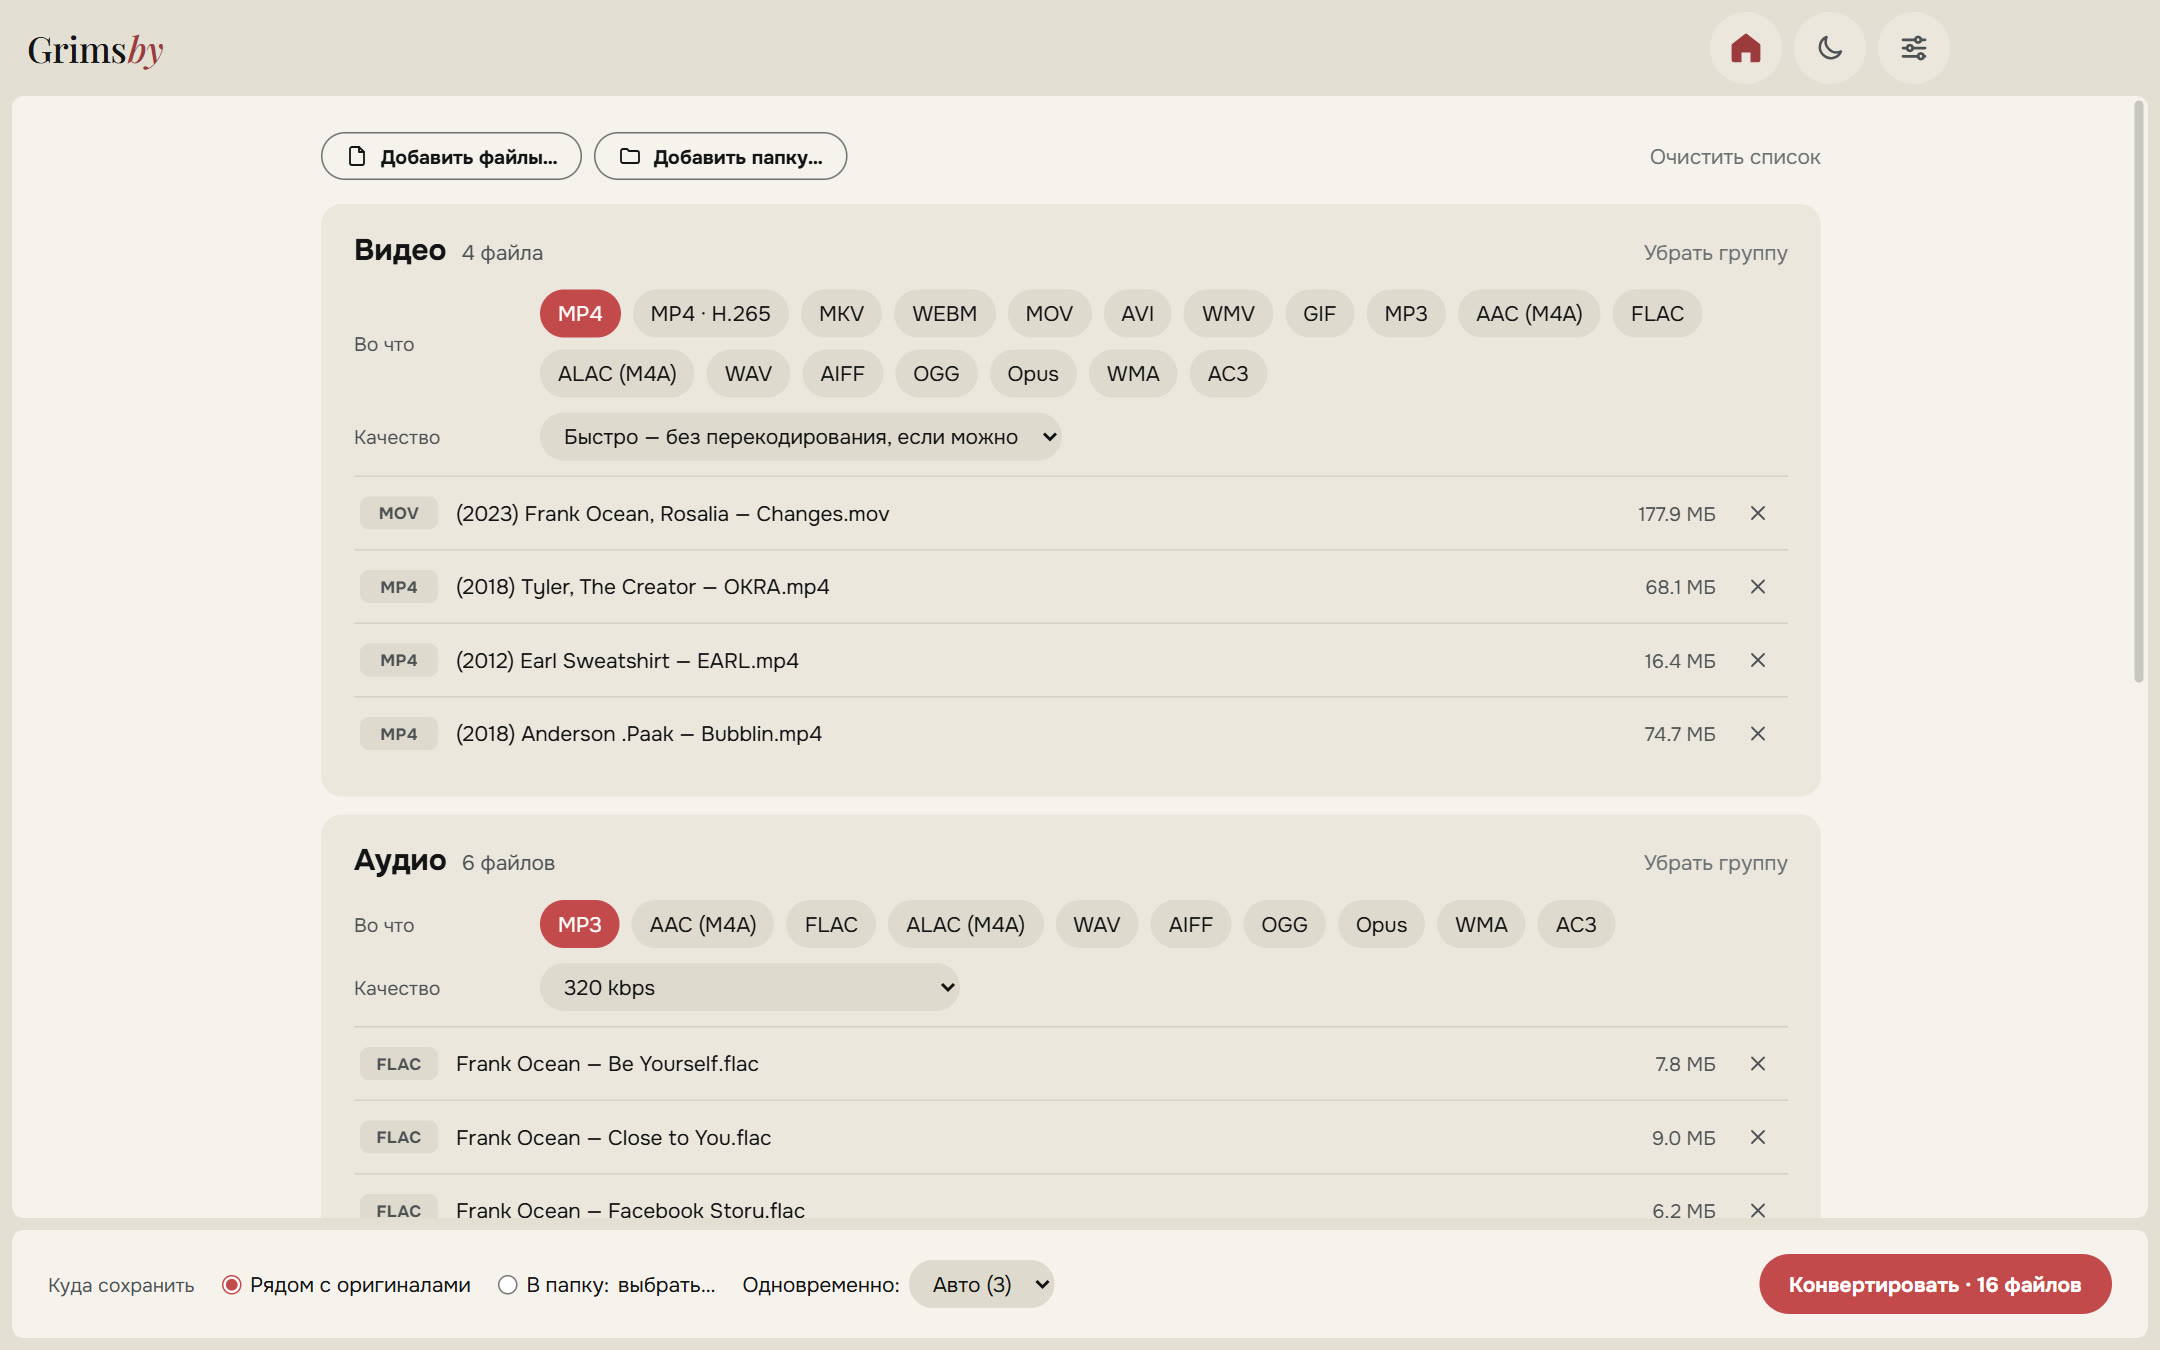 Grimsby
Добавить файлы... Добавить папку... Очистить список
Видео 4 файла Убрать группу
Во что
MP4 MP4 · H.265 MKV WEBM MOV AVI WMV GIF MP3 AAC (M4A) FLAC
ALAC (M4A) WAV AIFF OGG Opus WMA AC3
Качество Быстро — без перекодирования, если можно
MOV (2023) Frank Ocean, Rosalia — Changes.mov 177.9 МБ
MP4 (2018) Tyler, The Creator — OKRA.mp4 68.1 МБ
MP4 (2012) Earl Sweatshirt — EARL.mp4 16.4 МБ
MP4 (2018) Anderson .Paak — Bubblin.mp4 74.7 МБ
Аудио 6 файлов Убрать группу
Во что MP3 AAC (M4A) FLAC ALAC (M4A) WAV AIFF OGG Opus WMA AC3
Качество 320 kbps
FLAC Frank Ocean — Be Yourself.flac 7.8 МБ
FLAC Frank Ocean — Close to You.flac 9.0 МБ
FLAC Frank Ocean — Facebook Story.flac 6.2 МБ
Куда сохранить Рядом с оригиналами В папку: выбрать... Одновременно: Авто (3) Конвертировать · 16 файлов